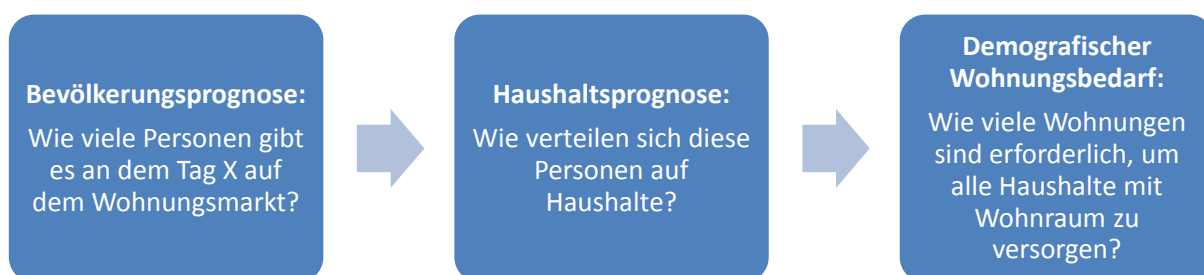 Bevölkerungsprognose:
Wie viele Personen gibt
es an dem Tag X auf
dem Wohnungsmarkt?
Haushaltsprognose:
Wie verteilen sich diese
Personen auf
Haushalte?
Demografischer
Wohnungsbedarf:
Wie viele Wohnungen
sind erforderlich, um
alle Haushalte mit
Wohnraum zu
versorgen?